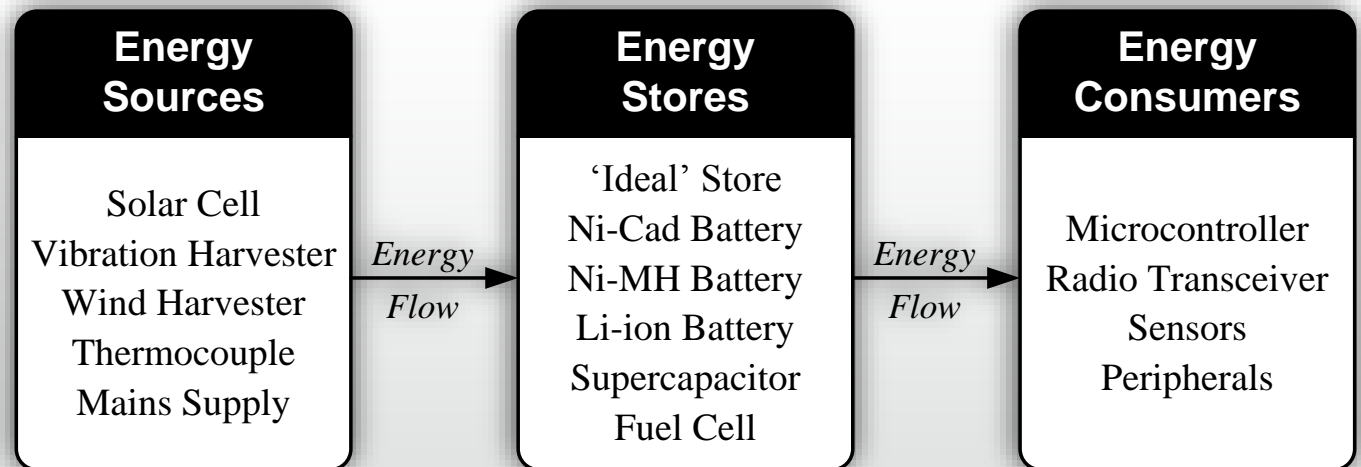 Energy
Sources
Solar Cell
Vibration Harvester
Wind Harvester
Thermocouple
Mains Supply
Energy
Flow
Energy
Stores
‘Ideal’ Store
Ni-Cad Battery
Ni-MH Battery
Li-ion Battery
Supercapacitor
Fuel Cell
Energy
Flow
Energy
Consumers
Microcontroller
Radio Transceiver
Sensors
Peripherals